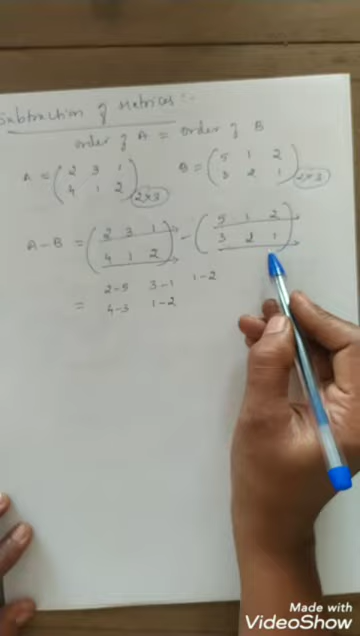 Subtraction of Matrices :-
order of A = order of B
A = ( 2 3 1
4 1 2 ) 2×3
B = ( 5 1 2
3 2 1 ) 2×3
A-B = ( 2 3 1
4 1 2 ) - ( 5 1 2
3 2 1 )
= 2-5 3-1 1-2
4-3 1-2
Made with
VideoShow